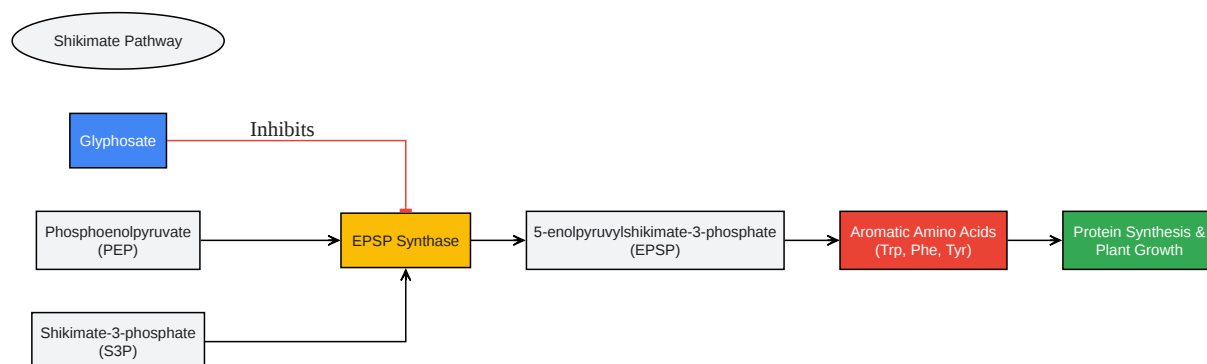 Shikimate Pathway
Glyphosate
Inhibits
Phosphoenolpyruvate
(PEP)
EPSP Synthase
5-enolpyruvylshikimate-3-phosphate
(EPSP)
Aromatic Amino Acids
(Trp, Phe, Tyr)
Protein Synthesis &
Plant Growth
Shikimate-3-phosphate
(S3P)